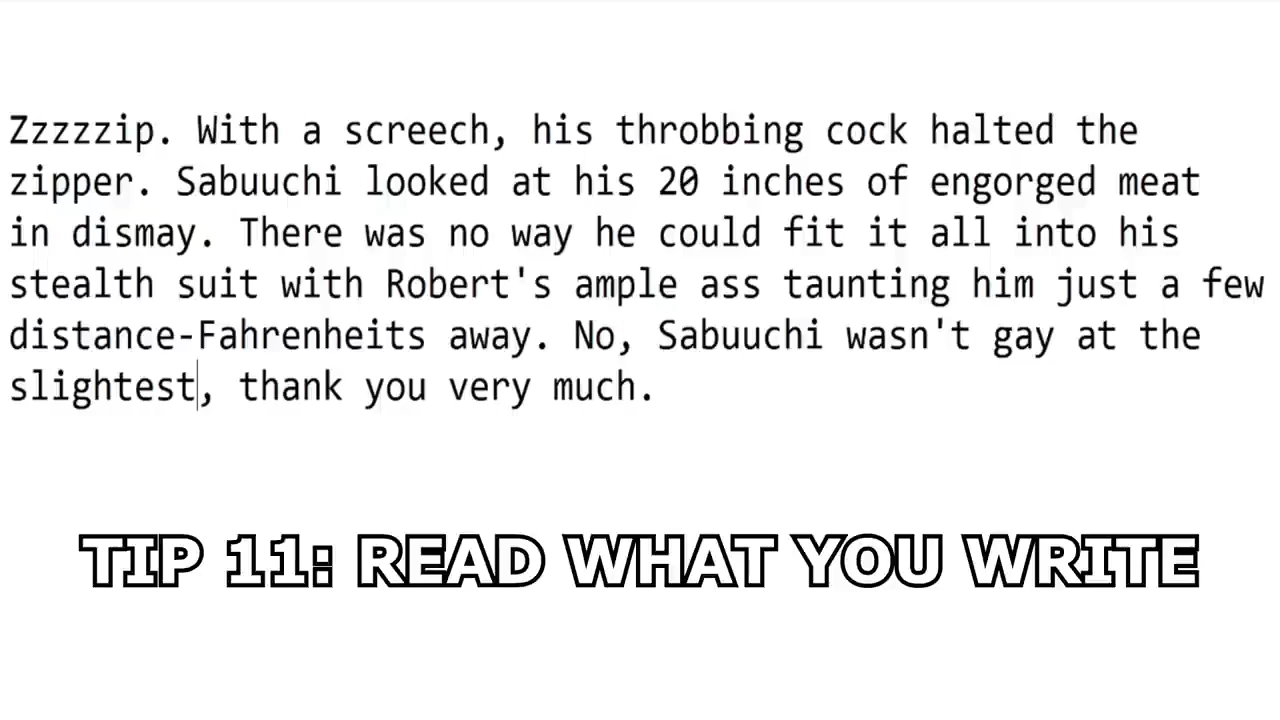 Zzzzzip. With a screech, his throbbing cock halted the
zipper. Sabuuchi looked at his 20 inches of engorged meat
in dismay. There was no way he could fit it all into his
stealth suit with Robert's ample ass taunting him just a few
distance-Fahrenheits away. No, Sabuuchi wasn't gay at the
slightest, thank you very much.
TIP 11: READ WHAT YOU WRITE